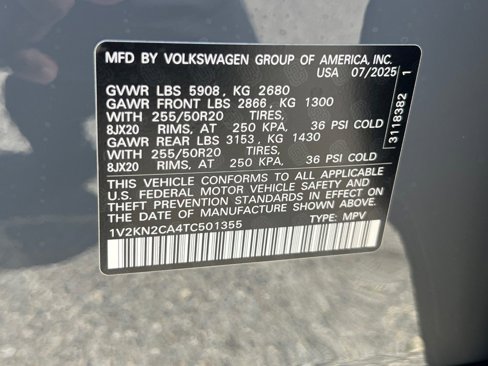 MFD BY VOLKSWAGEN GROUP OF AMERICA, INC.
USA 07/2025
GVWR LBS 5908, KG 2680
GAWR FRONT LBS 2866, KG 1300
WITH 255/50R20 TIRES,
8JX20 RIMS, AT 250 KPA, 36 PSI COLD
GAWR REAR LBS 3153, KG 1430
WITH 255/50R20 TIRES,
8JX20 RIMS, AT 250 KPA, 36 PSI COLD
THIS VEHICLE CONFORMS TO ALL APPLICABLE
U.S. FEDERAL MOTOR VEHICLE SAFETY AND
THEFT PREVENTION STANDARDS IN EFFECT ON
THE DATE OF MANUFACTURE SHOWN ABOVE.
1V2KN2CA4TC501355 TYPE: MPV
3118382 1